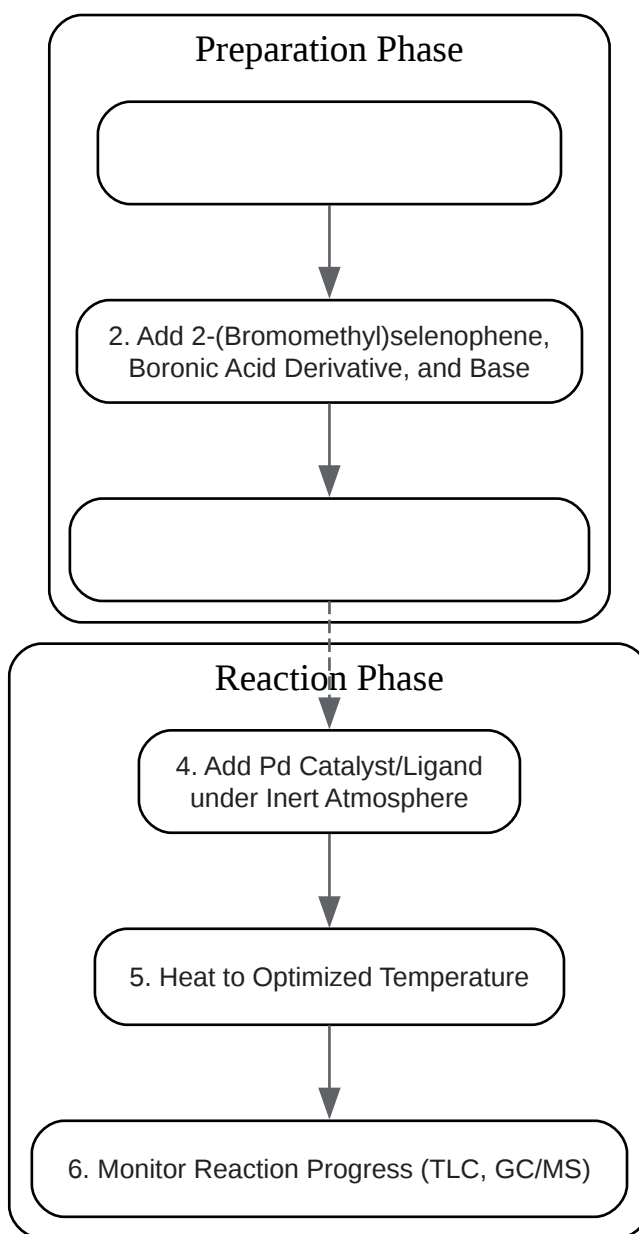 Preparation Phase
2. Add 2-(Bromomethyl)selenophene,
Boronic Acid Derivative, and Base
Reaction Phase
4. Add Pd Catalyst/Ligand
under Inert Atmosphere
5. Heat to Optimized Temperature
6. Monitor Reaction Progress (TLC, GC/MS)